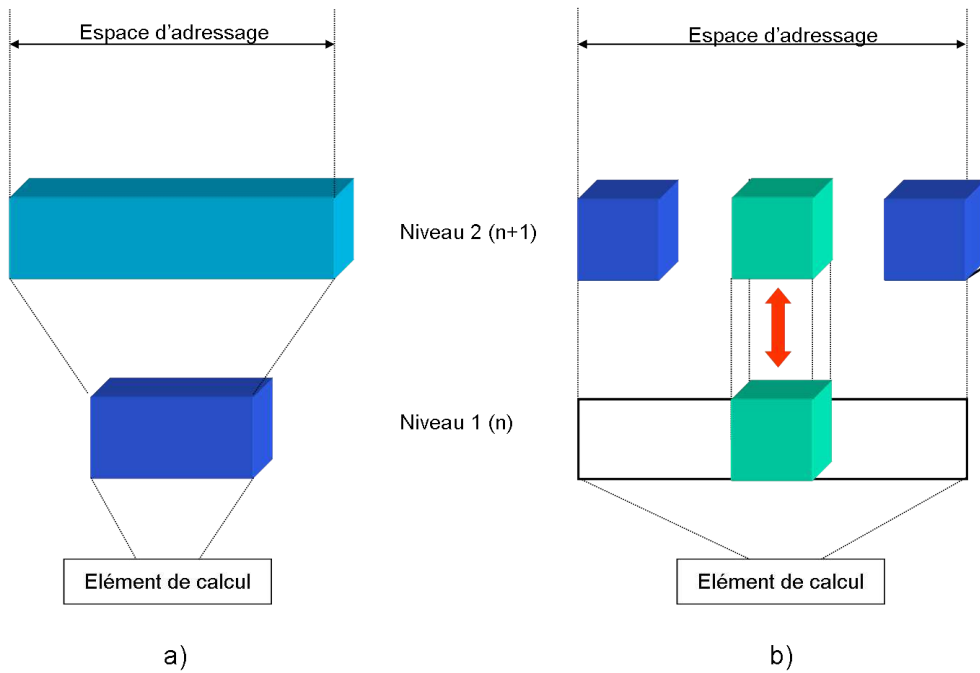 Espace d'adressage
Espace d'adressage
Niveau 2 (n+1)
Niveau 1 (n)
Elément de calcul
Elément de calcul
a)
b)